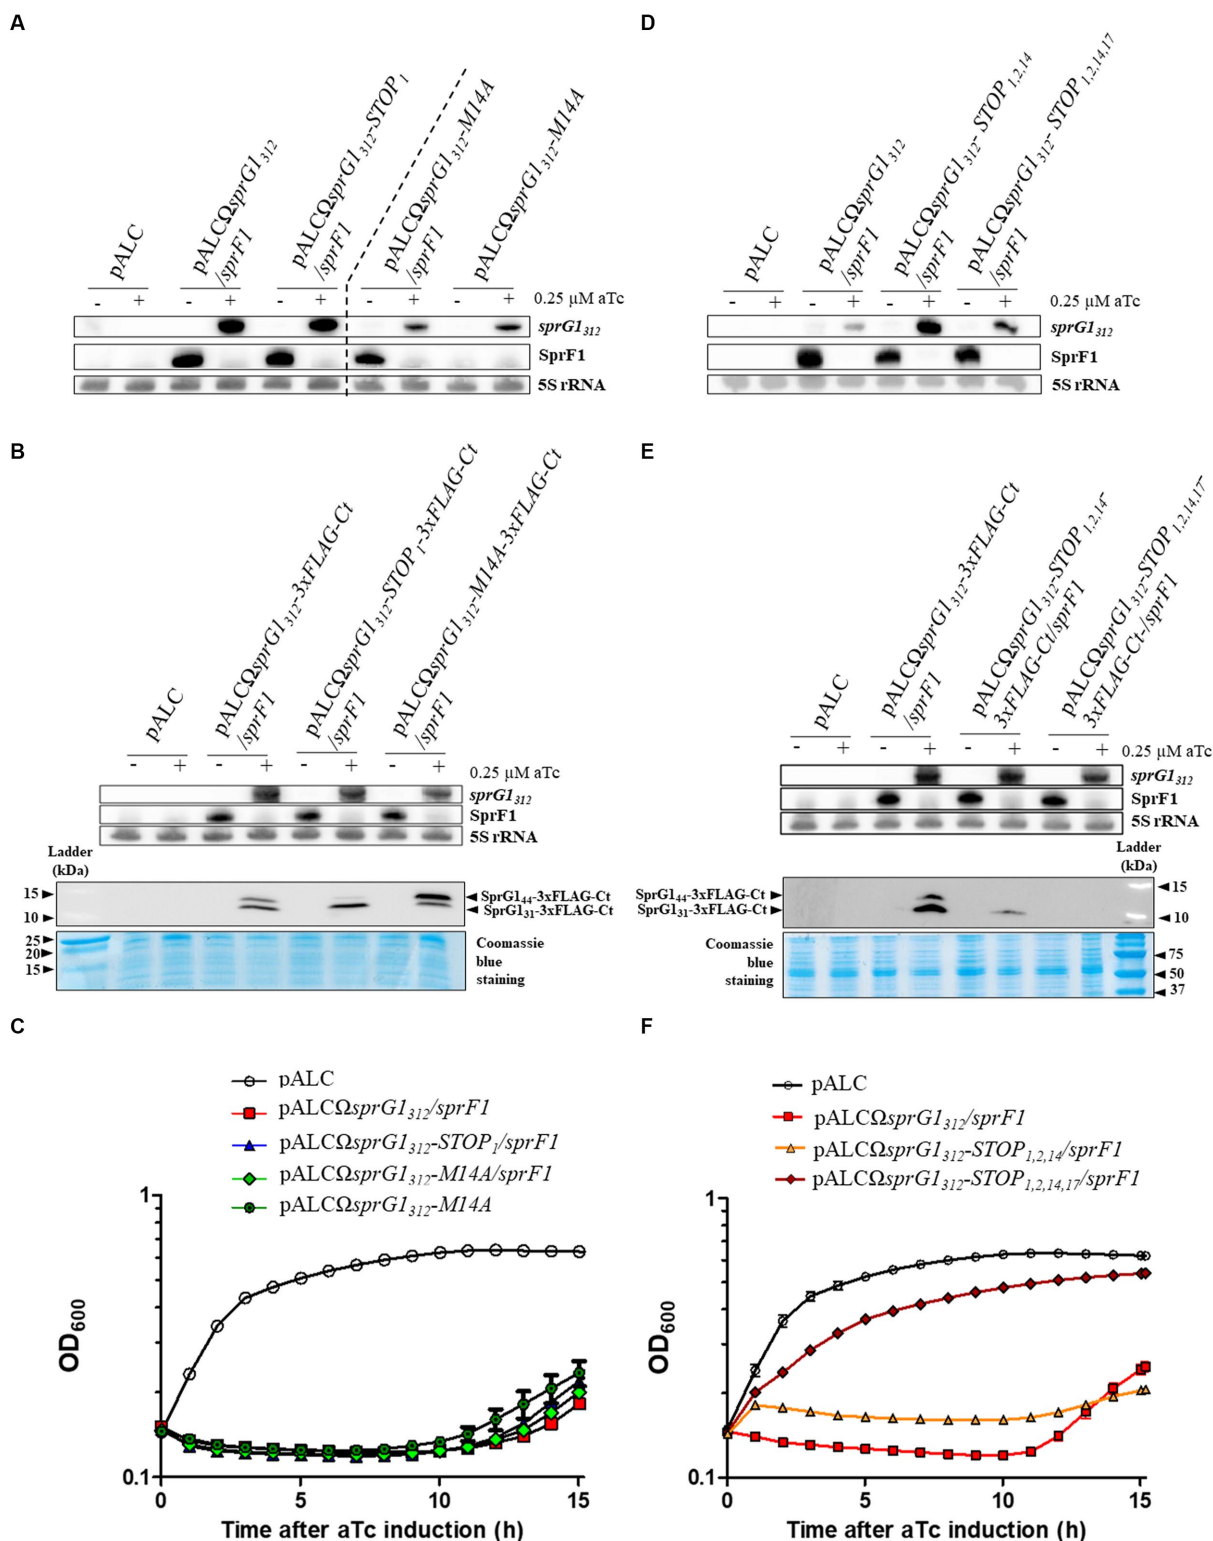 A
pALC
pALCΩsprG1312
/sprF1
pALCΩsprG1312-STOP1
/sprF1
pALCΩsprG1312-M14A
/sprF1
pALCΩsprG1312-M14A
- + - + - + - + - +
0.25 µM aTc
sprG1312
SprF1
5S rRNA
D
pALC
pALCΩsprG1312
/sprF1
pALCΩsprG1312- STOP1,2,14
/sprF1
pALCΩsprG1312- STOP1,2,14,17
/sprF1
- + - + - + - +
0.25 µM aTc
sprG1312
SprF1
5S rRNA
B
pALC
pALCΩsprG1312-3xFLAG-Ct
/sprF1
pALCΩsprG1312-STOP1-3xFLAG-Ct
/sprF1
pALCΩsprG1312-M14A-3xFLAG-Ct
/sprF1
- + - + - + - +
0.25 µM aTc
sprG1312
SprF1
5S rRNA
Ladder
(kDa)
15
10
SprG144-3xFLAG-Ct
SprG131-3xFLAG-Ct
25
20
15
Coomassie
blue
staining
E
pALC
pALCΩsprG1312-3xFLAG-Ct
/sprF1
pALCΩsprG1312-STOP1,2,14-
3xFLAG-Ct/sprF1
pALCΩsprG1312-STOP1,2,14,17-
3xFLAG-Ct-/sprF1
- + - + - + - +
0.25 µM aTc
sprG1312
SprF1
5S rRNA
Ladder
(kDa)
SprG144-3xFLAG-Ct
SprG131-3xFLAG-Ct
15
10
Coomassie
blue
staining
75
50
37
C
pALC
pALCΩsprG1312/sprF1
pALCΩsprG1312-STOP1/sprF1
pALCΩsprG1312-M14A/sprF1
pALCΩsprG1312-M14A
1
OD600
0.1
0 5 10 15
Time after aTc induction (h)
F
pALC
pALCΩsprG1312/sprF1
pALCΩsprG1312-STOP1,2,14/sprF1
pALCΩsprG1312-STOP1,2,14,17/sprF1
1
OD600
0.1
0 5 10 15
Time after aTc induction (h)